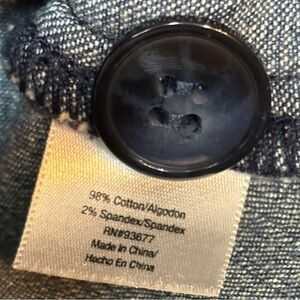 98% Cotton/Algodon
2% Spandex/Spandex
RN#93677
Made In China/
Hecho En China